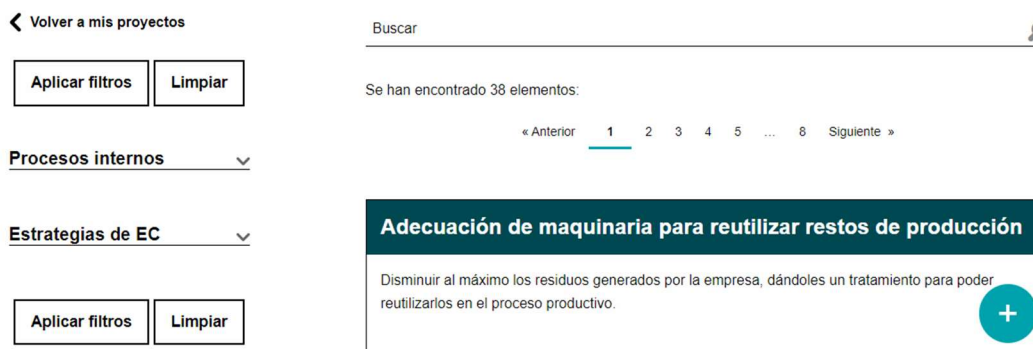 Volver a mis proyectos
Aplicar filtros Limpiar
Procesos internos
Estrategias de EC
Aplicar filtros Limpiar
Buscar
Se han encontrado 38 elementos:
« Anterior 1 2 3 4 5 ... 8 Siguiente »
Adecuación de maquinaria para reutilizar restos de producción
Disminuir al máximo los residuos generados por la empresa, dándoles un tratamiento para poder
reutilizarlos en el proceso productivo.
+